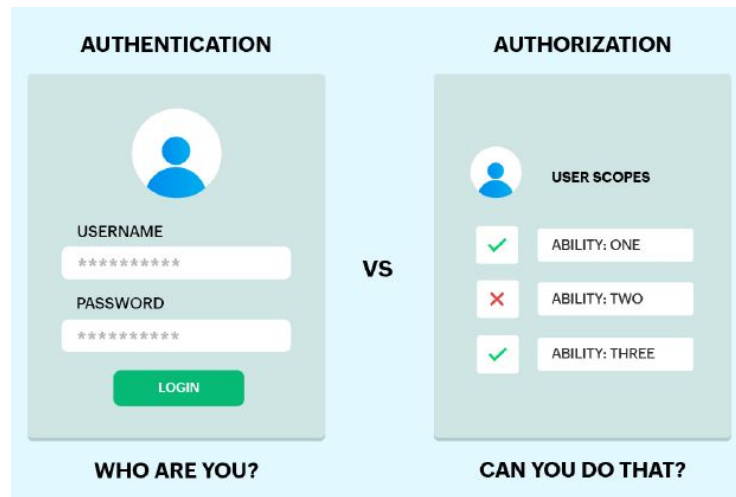 AUTHENTICATION
USERNAME
**********
PASSWORD
**********
LOGIN
WHO ARE YOU?
VS
AUTHORIZATION
USER SCOPES
ABILITY: ONE
ABILITY: TWO
ABILITY: THREE
CAN YOU DO THAT?